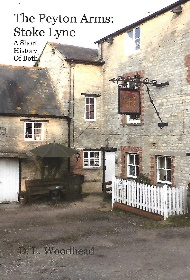 The Peyton Arms:
Stoke Lyne
A Short
History
Of Both
D. L. Woodhead